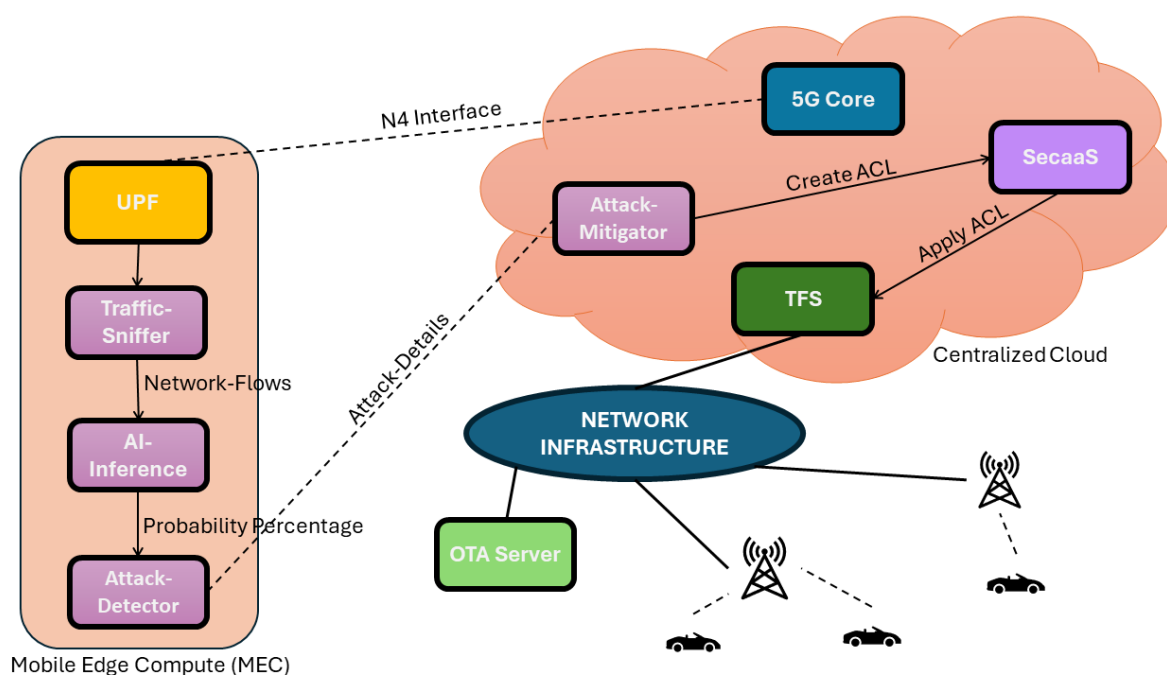 5G Core
N4 Interface
SecaaS
UPF
Create ACL
Attack-
Mitigator
Apply ACL
TFS
Traffic-
Sniffer
Attack-Details
Centralized Cloud
Network-Flows
NETWORK
INFRASTRUCTURE
AI-
Inference
Probability Percentage
OTA Server
Attack-
Detector
Mobile Edge Compute (MEC)